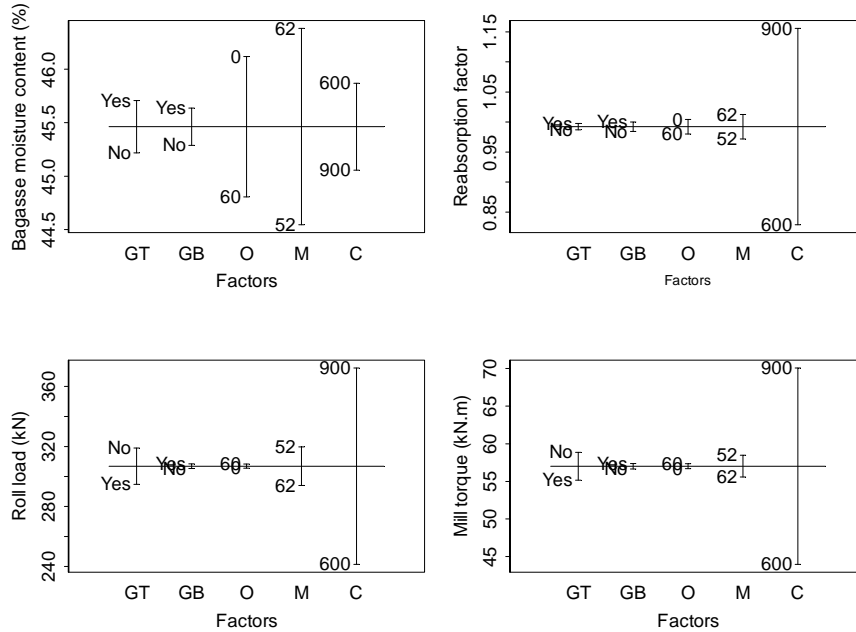 Bagasse moisture content (%)
44.5 45.0 45.5 46.0
Yes
No
Yes
No
0
60
62
52
600
900
GT GB O M C
Factors
Reabsorption factor
0.85 0.95 1.05 1.15
Yes
No
Yes
No
0
60
62
52
900
600
GT GB O M C
Factors
Roll load (kN)
240 280 320 360
No
Yes
Yes
No
60
0
52
62
900
600
GT GB O M C
Factors
Mill torque (kN.m)
45 50 55 60 65 70
No
Yes
Yes
No
60
0
52
62
900
600
GT GB O M C
Factors